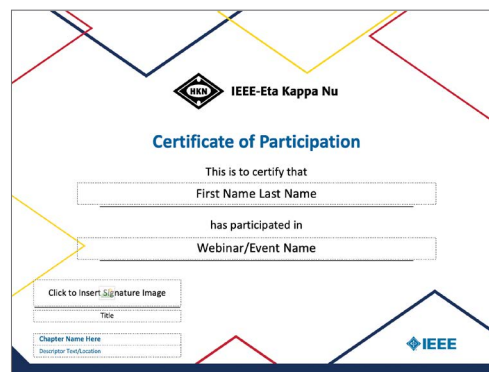 HKN IEEE-Eta Kappa Nu
Certificate of Participation
This is to certify that
First Name Last Name
has participated in
Webinar/Event Name
Click to Insert Signature Image
Title
Chapter Name Here
Descriptor Text/Location
IEEE